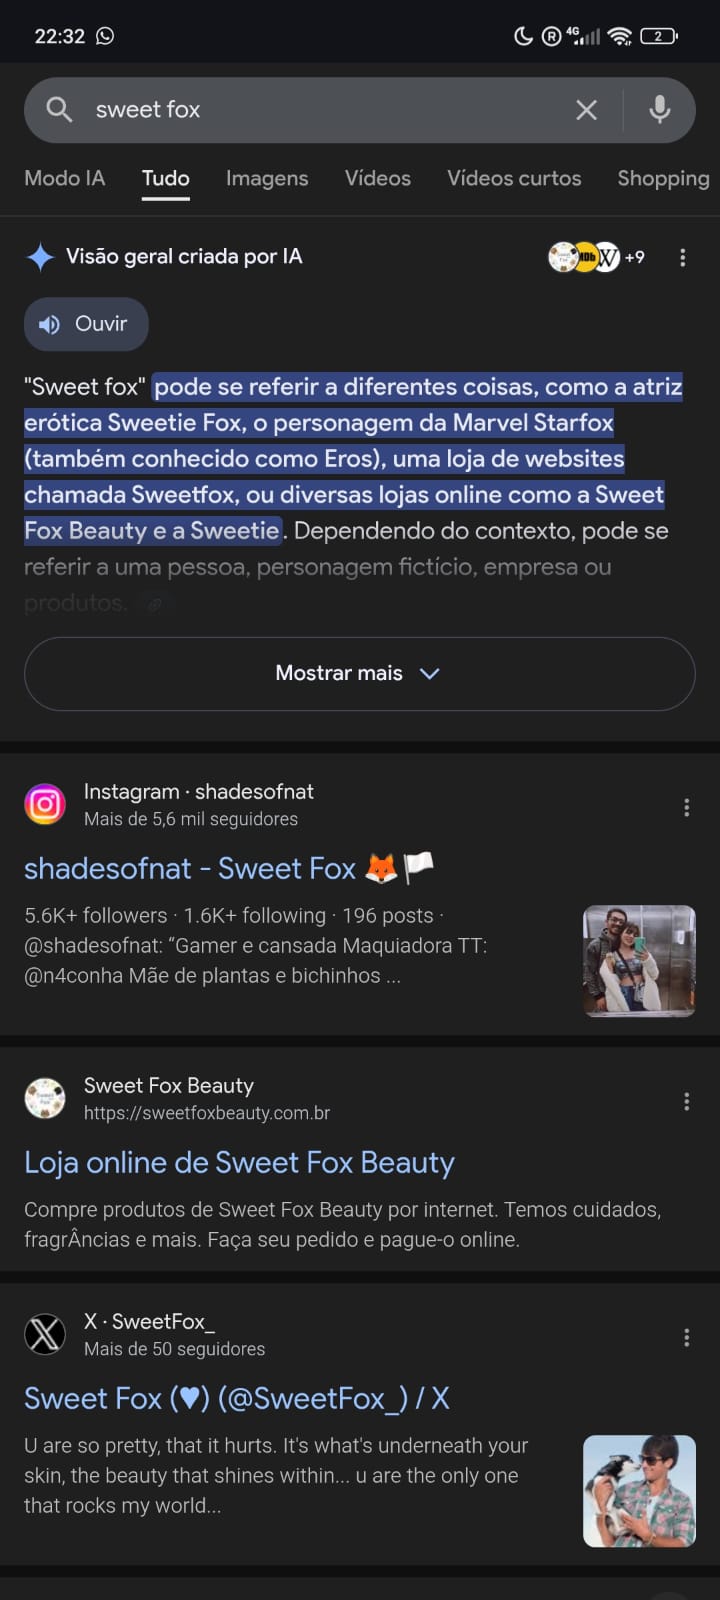 22:32
R 4G 2
sweet fox
Modo IA Tudo Imagens Vídeos Vídeos curtos Shopping
Visão geral criada por IA +9
Ouvir
"Sweet fox" pode se referir a diferentes coisas, como a atriz
erótica Sweetie Fox, o personagem da Marvel Starfox
(também conhecido como Eros), uma loja de websites
chamada Sweetfox, ou diversas lojas online como a Sweet
Fox Beauty e a Sweetie. Dependendo do contexto, pode se
referir a uma pessoa, personagem fictício, empresa ou
produtos.
Mostrar mais
Instagram · shadesofnat
Mais de 5,6 mil seguidores
shadesofnat - Sweet Fox 🦊🏳️
5.6K+ followers · 1.6K+ following · 196 posts ·
@shadesofnat: “Gamer e cansada Maquiadora TT:
@n4conha Mãe de plantas e bichinhos ...
Sweet Fox Beauty
https://sweetfoxbeauty.com.br
Loja online de Sweet Fox Beauty
Compre produtos de Sweet Fox Beauty por internet. Temos cuidados,
fragrÂncias e mais. Faça seu pedido e pague-o online.
X · SweetFox_
Mais de 50 seguidores
Sweet Fox (♥) (@SweetFox_) / X
U are so pretty, that it hurts. It's what's underneath your
skin, the beauty that shines within... u are the only one
that rocks my world...